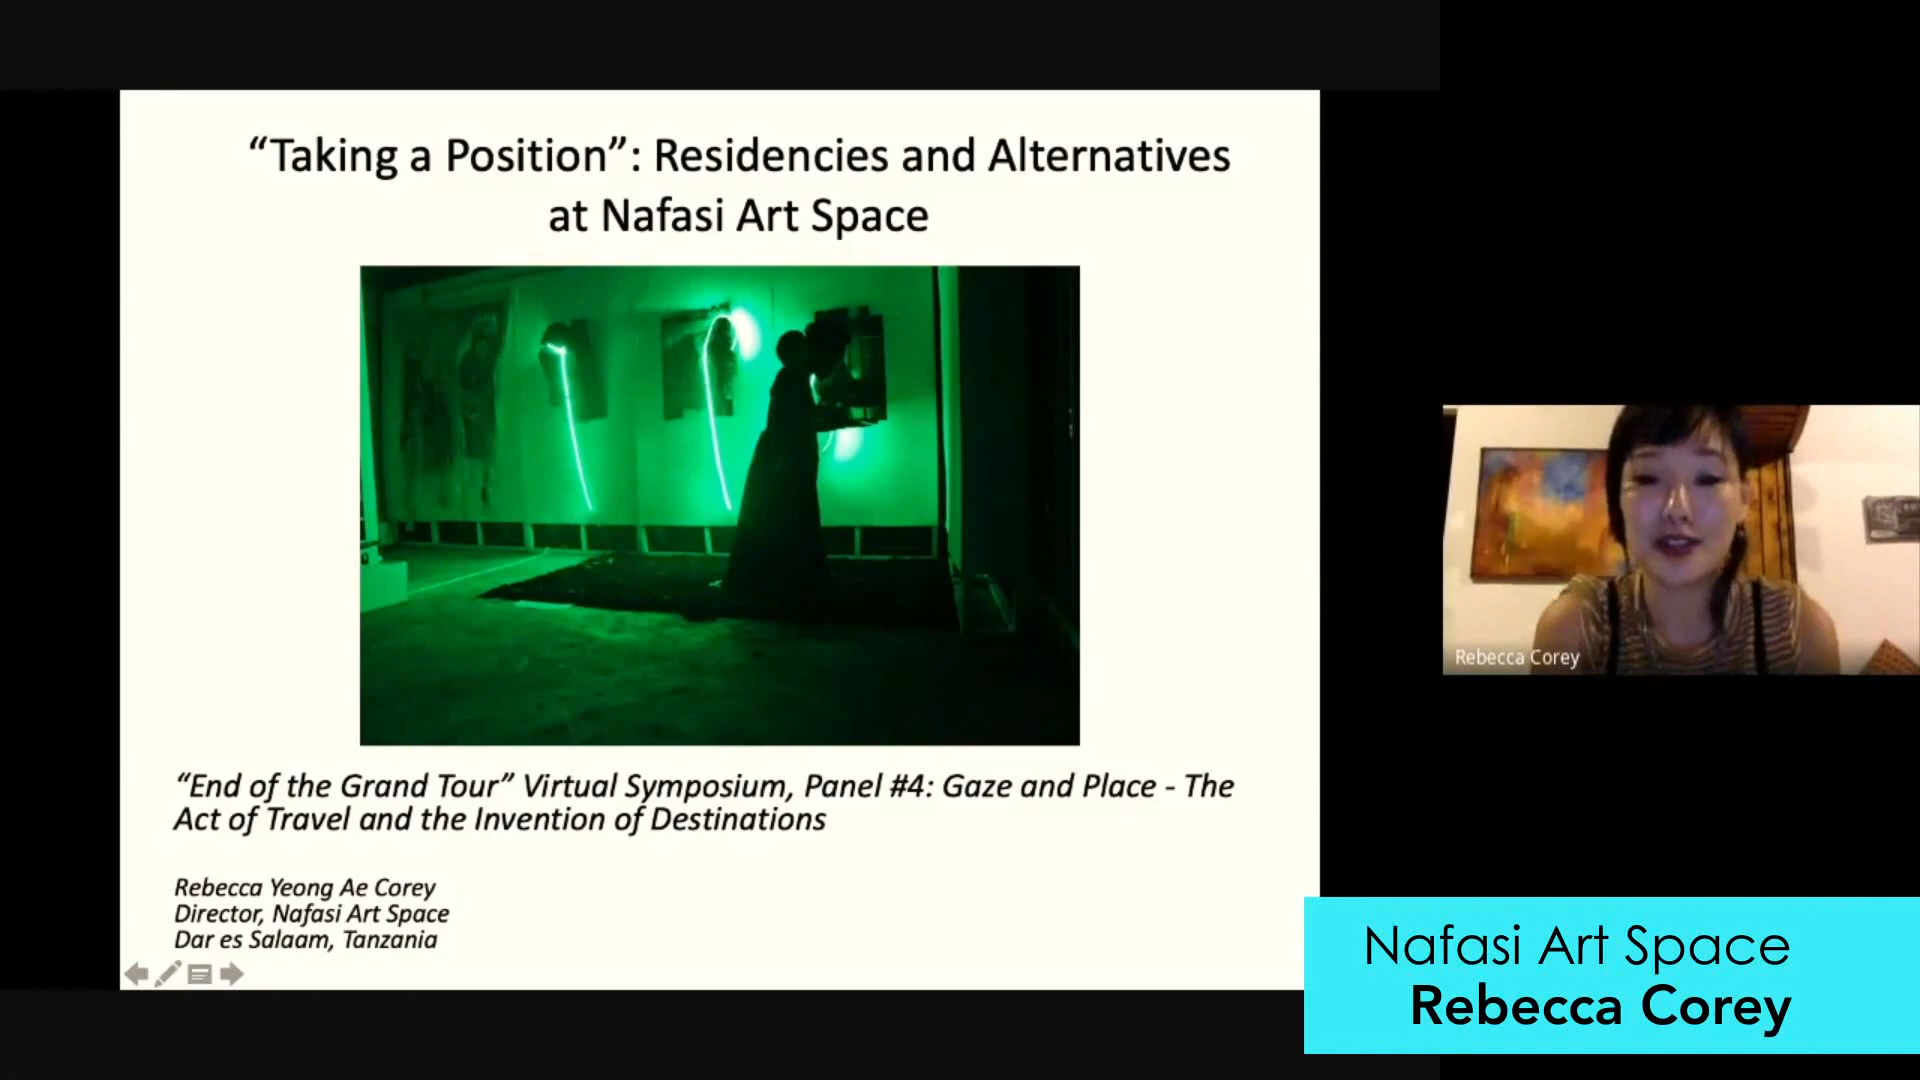 “Taking a Position”: Residencies and Alternatives
at Nafasi Art Space
“End of the Grand Tour” Virtual Symposium, Panel #4: Gaze and Place - The
Act of Travel and the Invention of Destinations
Rebecca Yeong Ae Corey
Director, Nafasi Art Space
Dar es Salaam, Tanzania
Rebecca Corey
Nafasi Art Space
Rebecca Corey